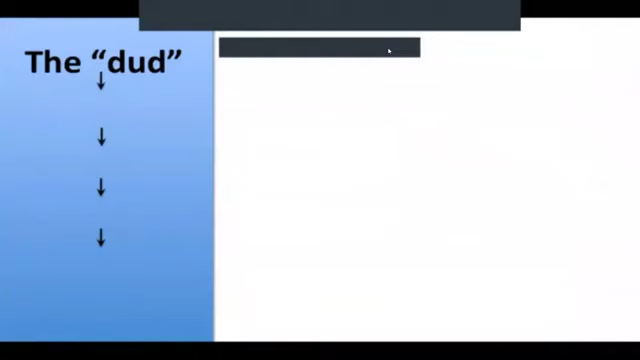 The “dud”
↓
↓
↓
↓